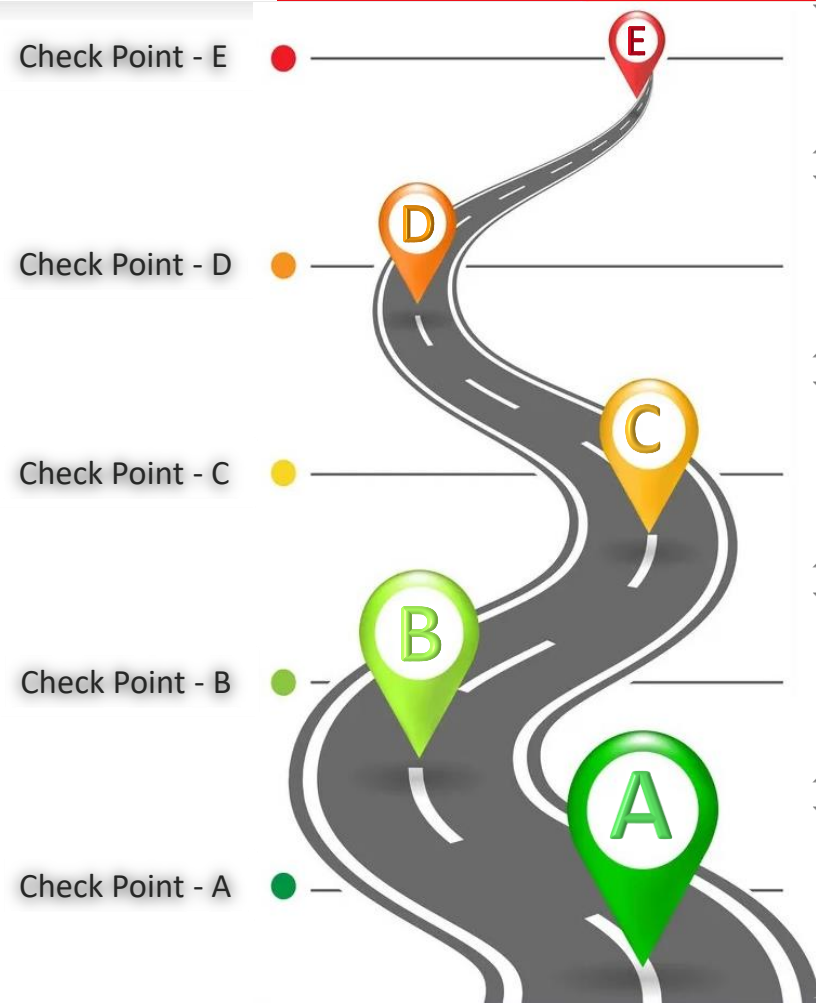 Check Point - E
E
D
Check Point - D
C
Check Point - C
B
Check Point - B
A
Check Point - A